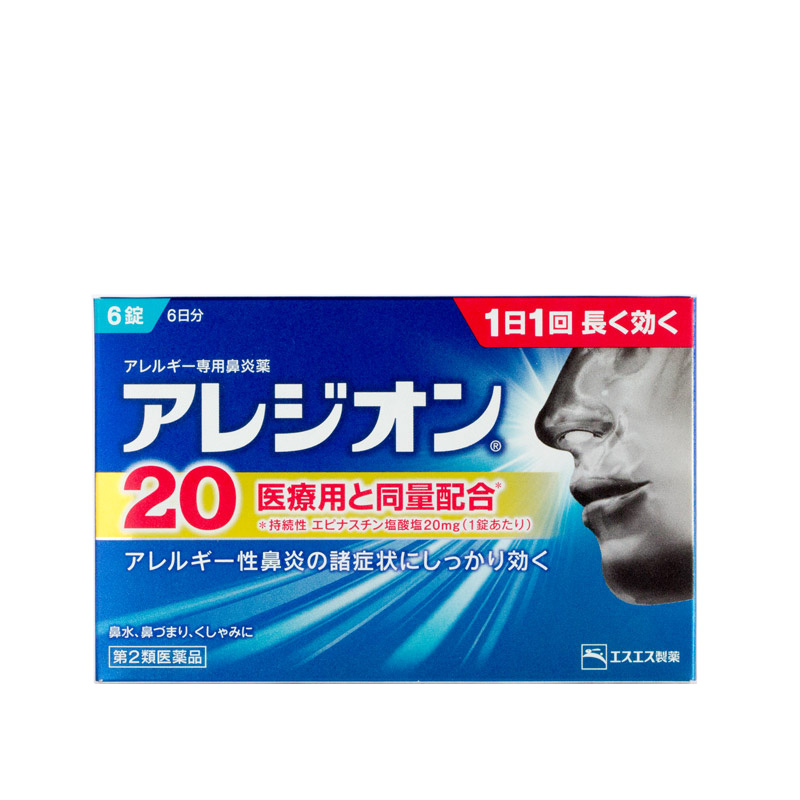 6錠 6日分
1日1回 長く効く
アレルギー専用鼻炎薬
アレジオン®
20 医療用と同量配合*
*持続性 エピナスチン塩酸塩20mg(1錠あたり)
アレルギー性鼻炎の諸症状にしっかり効く
鼻水、鼻づまり、くしゃみに
第2類医薬品
エスエス製薬